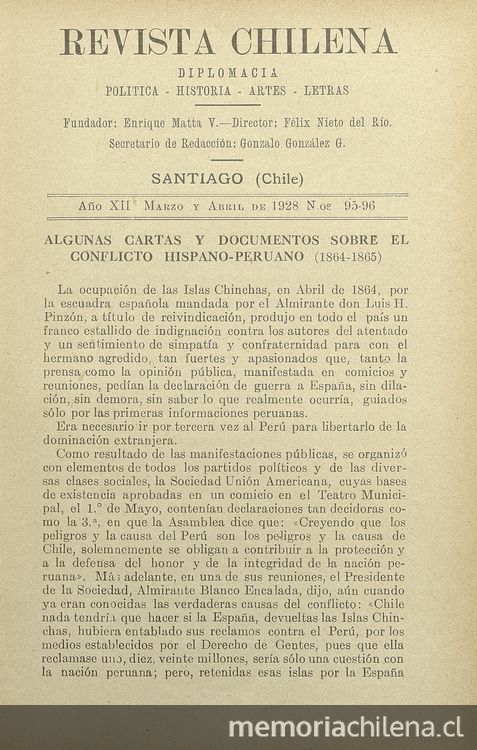 REVISTA CHILENA
DIPLOMACIA
POLITICA - HISTORIA - ARTES - LETRAS
Fundador: Enrique Matta V.—Director: Félix Nieto del Río.
Secretario de Redacción: Gonzalo González G.
SANTIAGO (Chile)
Año XII MARZO Y ABRIL DE 1928 N.os 95-96
ALGUNAS CARTAS Y DOCUMENTOS SOBRE EL
CONFLICTO HISPANO-PERUANO (1864-1865)
La ocupación de las Islas Chinchas, en Abril de 1864, por
la escuadra española mandada por el Almirante don Luis H.
Pinzón, a título de reivindicación, produjo en todo el país un
franco estallido de indignación contra los autores del atentado
y un sentimiento de simpatía y confraternidad para con el
hermano agredido, tan fuertes y apasionados que, tanto la
prensa como la opinión pública, manifestada en comicios y
reuniones, pedían la declaración de guerra a España, sin dila-
ción, sin demora, sin saber lo que realmente ocurría, guiados
sólo por las primeras informaciones peruanas.
Era necesario ir por tercera vez al Perú para libertarlo de la
dominación extranjera.
Como resultado de las manifestaciones públicas, se organizó
con elementos de todos los partidos políticos y de las diver-
sas clases sociales, la Sociedad Unión Americana, cuyas bases
de existencia aprobadas en un comicio en el Teatro Munici-
pal, el 1.° de Mayo, contenían declaraciones tan decidoras co-
mo la 3.ª, en que la Asamblea dice que: «Creyendo que los
peligros y la causa del Perú son los peligros y la causa de
Chile, solemnemente se obligan a contribuir a la protección y
a la defensa del honor y de la integridad de la nación pe-
ruana». Más adelante, en una de sus reuniones, el Presidente
de la Sociedad, Almirante Blanco Encalada, dijo, aún cuando
ya eran conocidas las verdaderas causas del conflicto: «Chile
nada tendría que hacer si la España, devueltas las Islas Chin-
chas, hubiera entablado sus reclamos contra el Perú, por los
medios establecidos por el Derecho de Gentes, pues que ella
reclamase uno, diez, veinte millones, sería sólo una cuestión con
la nación peruana; pero, retenidas esas islas por la España
memoriachilena.cl